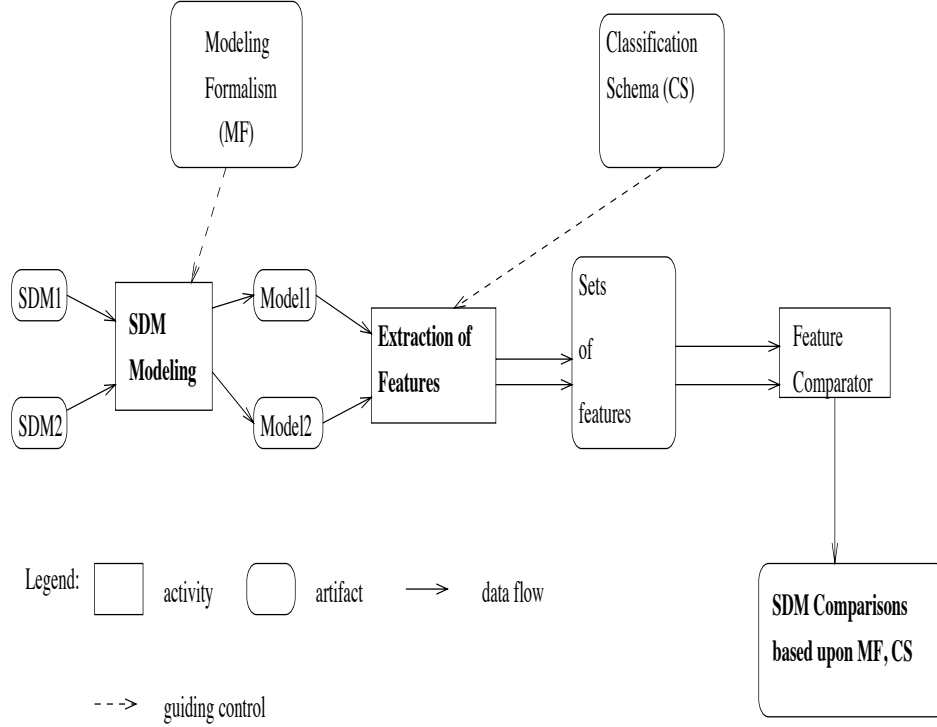 Modeling
Formalism
(MF)
Classification
Schema (CS)
SDM1
SDM2
SDM
Modeling
Model1
Model2
Extraction of
Features
Sets
of
features
Feature
Comparator
SDM Comparisons
based upon MF, CS
Legend:
activity
artifact
data flow
guiding control